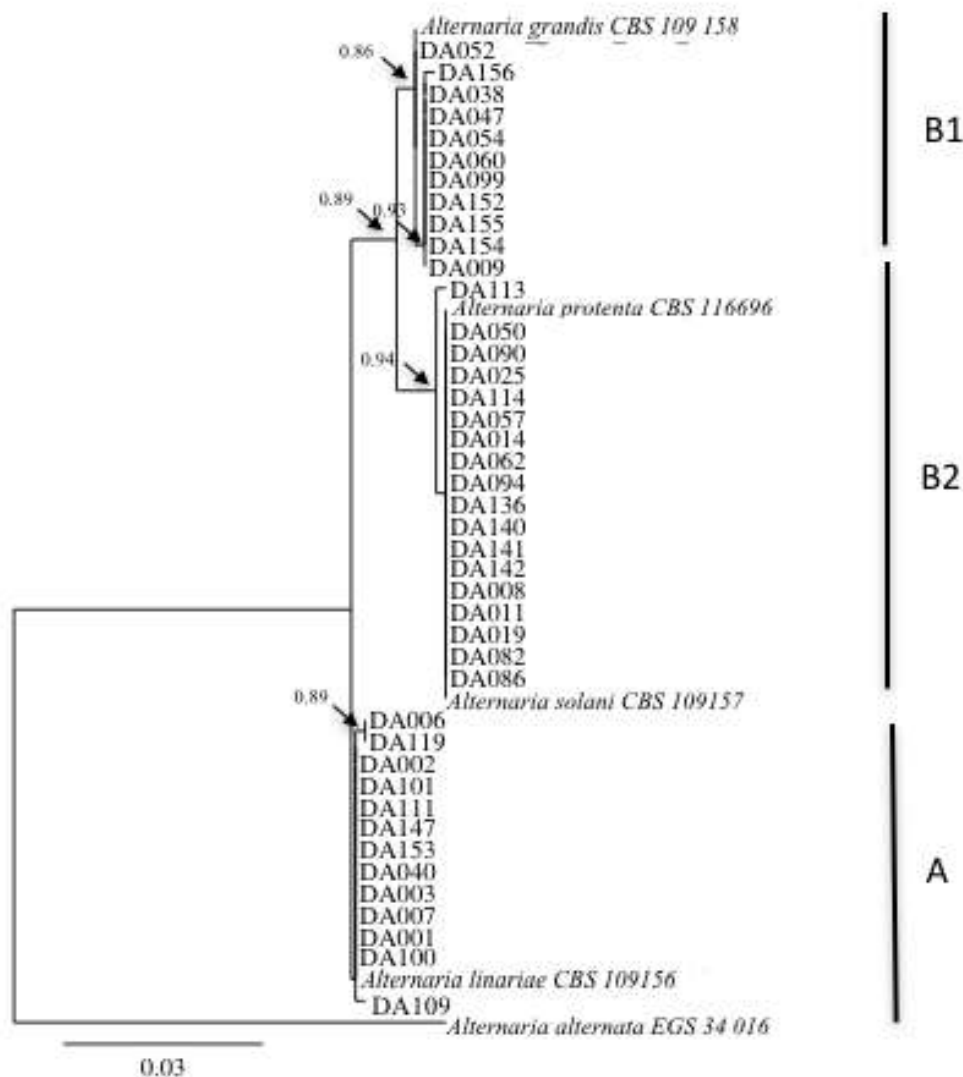 Alternaria grandis CBS 109 158
0.86
DA052
DA156
DA038
DA047
DA054
DA060
DA099
B1
DA152
0.89
0.93
DA155
DA154
DA009
DA113
Alternaria protenta CBS 116696
DA050
DA090
0.94
DA025
DA114
DA057
DA014
DA062
B2
DA094
DA136
DA140
DA141
DA142
DA008
DA011
DA019
DA082
DA086
0.89
Alternaria solani CBS 109157
DA006
DA119
DA002
DA101
DA111
DA147
DA153
DA040
A
DA003
DA007
DA001
DA100
Alternaria linariae CBS 109156
DA109
Alternaria alternata EGS 34 016
0.03